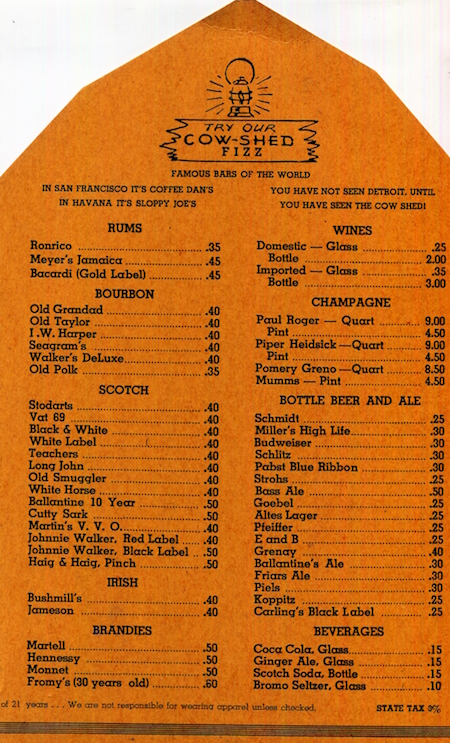 TRY OUR
COW-SHED
FIZZ
FAMOUS BARS OF THE WORLD
IN SAN FRANCISCO IT'S COFFEE DAN'S
IN HAVANA IT'S SLOPPY JOE'S
RUMS
Ronrico .35
Meyer's Jamaica .45
Bacardi (Gold Label) .45
BOURBON
Old Grandad .40
Old Taylor .40
I. W. Harper .40
Seagram's .40
Walker's DeLuxe .40
Old Polk .35
SCOTCH
Stodarts .40
Vat 69 .40
Black & White .40
White Label .40
Teachers .40
Long John .40
Old Smuggler .40
White Horse .40
Ballantine 10 Year .50
Cutty Sark .50
Martin's V. V. O. .40
Johnnie Walker, Red Label .40
Johnnie Walker, Black Label .50
Haig & Haig, Pinch .50
IRISH
Bushmill's .40
Jameson .40
BRANDIES
Martell .50
Hennessy .50
Monnet .50
Fromy's (30 years old) .60
YOU HAVE NOT SEEN DETROIT, UNTIL
YOU HAVE SEEN THE COW SHED!
WINES
Domestic — Glass .25
Bottle 2.00
Imported — Glass .35
Bottle 3.00
CHAMPAGNE
Paul Roger — Quart 9.00
Pint 4.50
Piper Heidsick — Quart 9.00
Pint 4.50
Pomery Greno — Quart 8.50
Mumms — Pint 4.50
BOTTLE BEER AND ALE
Schmidt .25
Miller's High Life .30
Budweiser .30
Schlitz .30
Pabst Blue Ribbon .30
Strohs .25
Bass Ale .50
Goebel .25
Altes Lager .25
Pfeiffer .25
E and B .25
Grenay .40
Ballantine's Ale .30
Friars Ale .30
Piels .30
Koppitz .25
Carling's Black Label .25
BEVERAGES
Coca Cola, Glass .15
Ginger Ale, Glass .15
Scotch Soda, Bottle .15
Bromo Seltzer, Glass .10
of 21 years . . . We are not responsible for wearing apparel unless checked.
STATE TAX 3%